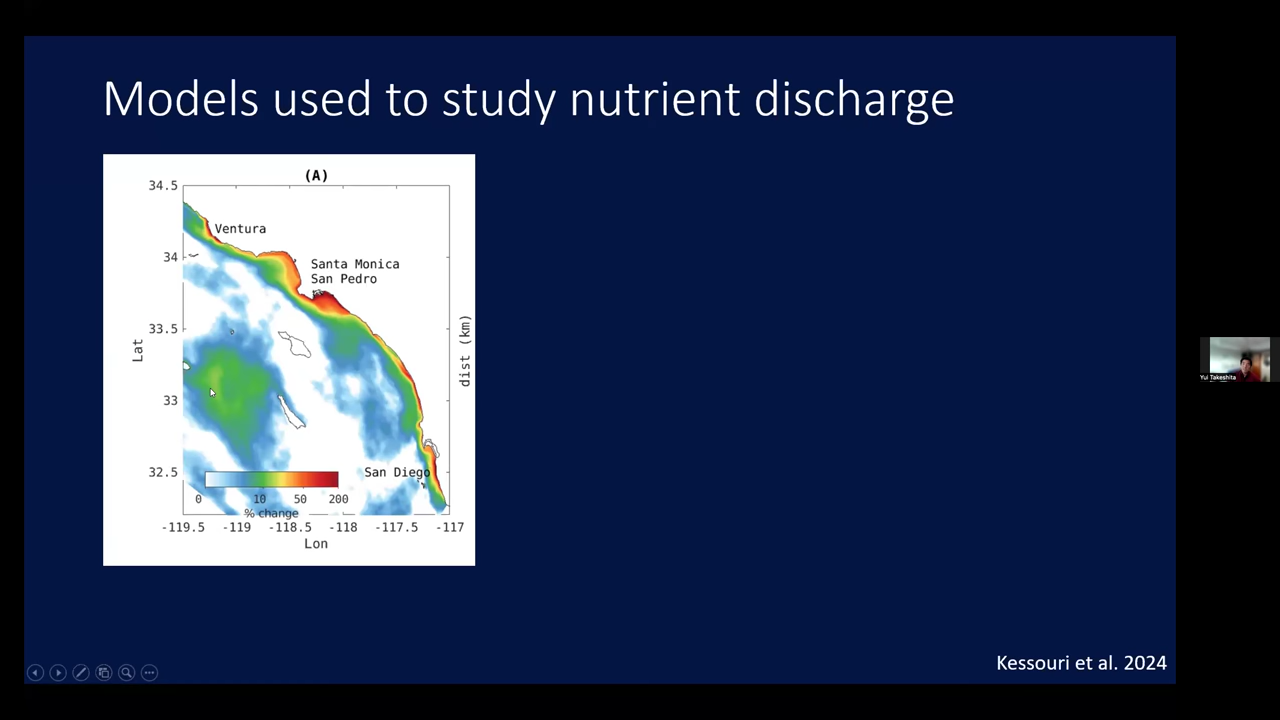 Models used to study nutrient discharge
(A)
34.5
34
33.5
33
32.5
Lat
Ventura
Santa Monica
San Pedro
San Diego
dist (km)
0 10 50 200
% change
-119.5 -119 -118.5 -118 -117.5 -117
Lon
Kessouri et al. 2024
Yui Takeshita